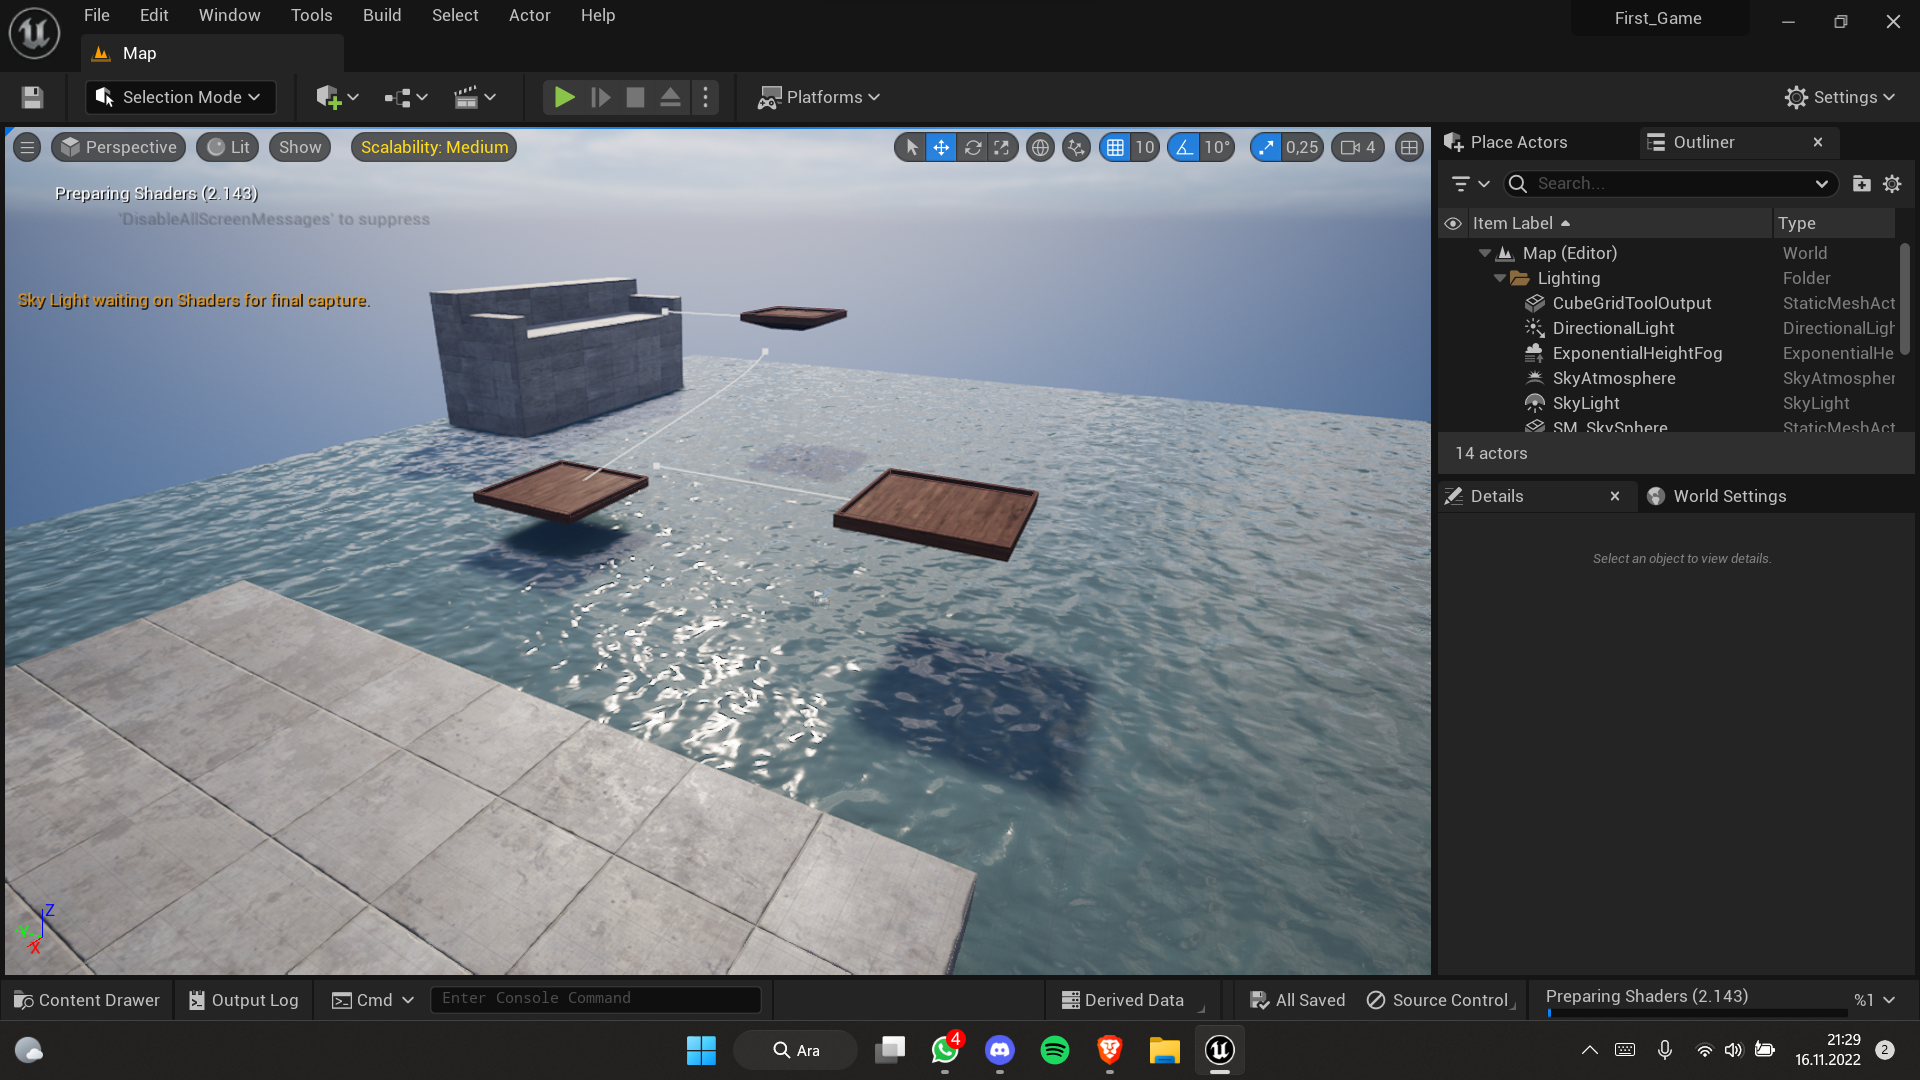 File Edit Window Tools Build Select Actor Help
First_Game
Map
Selection Mode
Platforms
Settings
Perspective
Lit
Show
Scalability: Medium
10
10°
0,25
4
Preparing Shaders (2.143)
'DisableAllScreenMessages' to suppress
Sky Light waiting on Shaders for final capture.
Z
Y
X
Place Actors
Outliner
Search...
Item Label
Type
Map (Editor) World
Lighting Folder
CubeGridToolOutput StaticMeshAct
DirectionalLight DirectionalLigh
ExponentialHeightFog ExponentialHe
SkyAtmosphere SkyAtmospher
SkyLight SkyLight
SM_SkySphere StaticMeshAct
14 actors
Details
World Settings
Select an object to view details.
Content Drawer
Output Log
Cmd
Enter Console Command
Derived Data
All Saved
Source Control
Preparing Shaders (2.143)
%1
Ara
4
21:29
16.11.2022
2